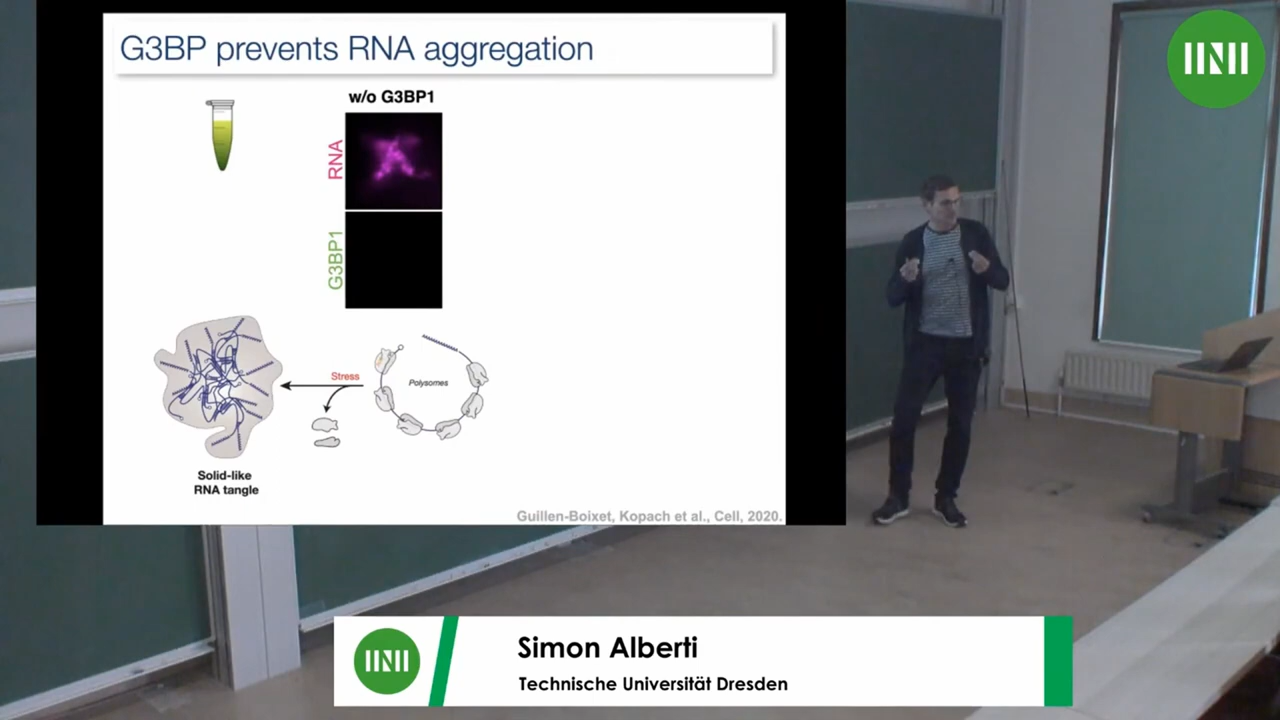 G3BP prevents RNA aggregation
w/o G3BP1
RNA
G3BP1
Stress
Polysomes
Solid-like
RNA tangle
Guillen-Boixet, Kopach et al., Cell, 2020.
Simon Alberti
Technische Universität Dresden